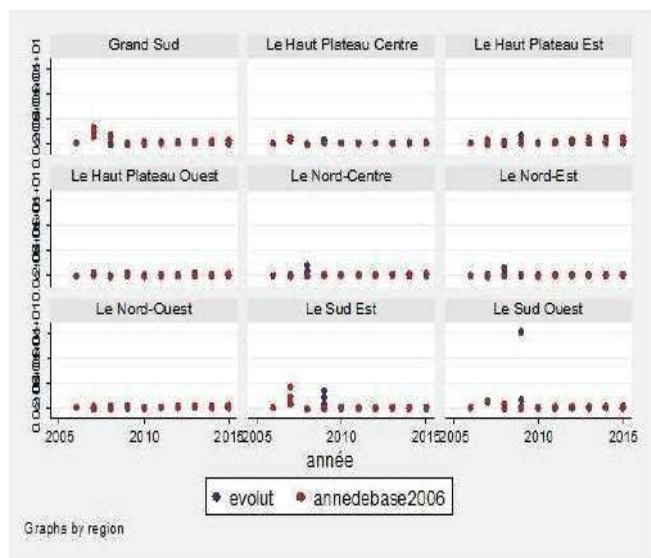 Grand Sud
Le Haut Plateau Centre
Le Haut Plateau Est
Le Haut Plateau Ouest
Le Nord-Centre
Le Nord-Est
Le Nord-Ouest
Le Sud Est
Le Sud Ouest
2005 2010 2015 2005 2010 2015 2005 2010 2015
année
evolut annedebase2006
Graphs by region